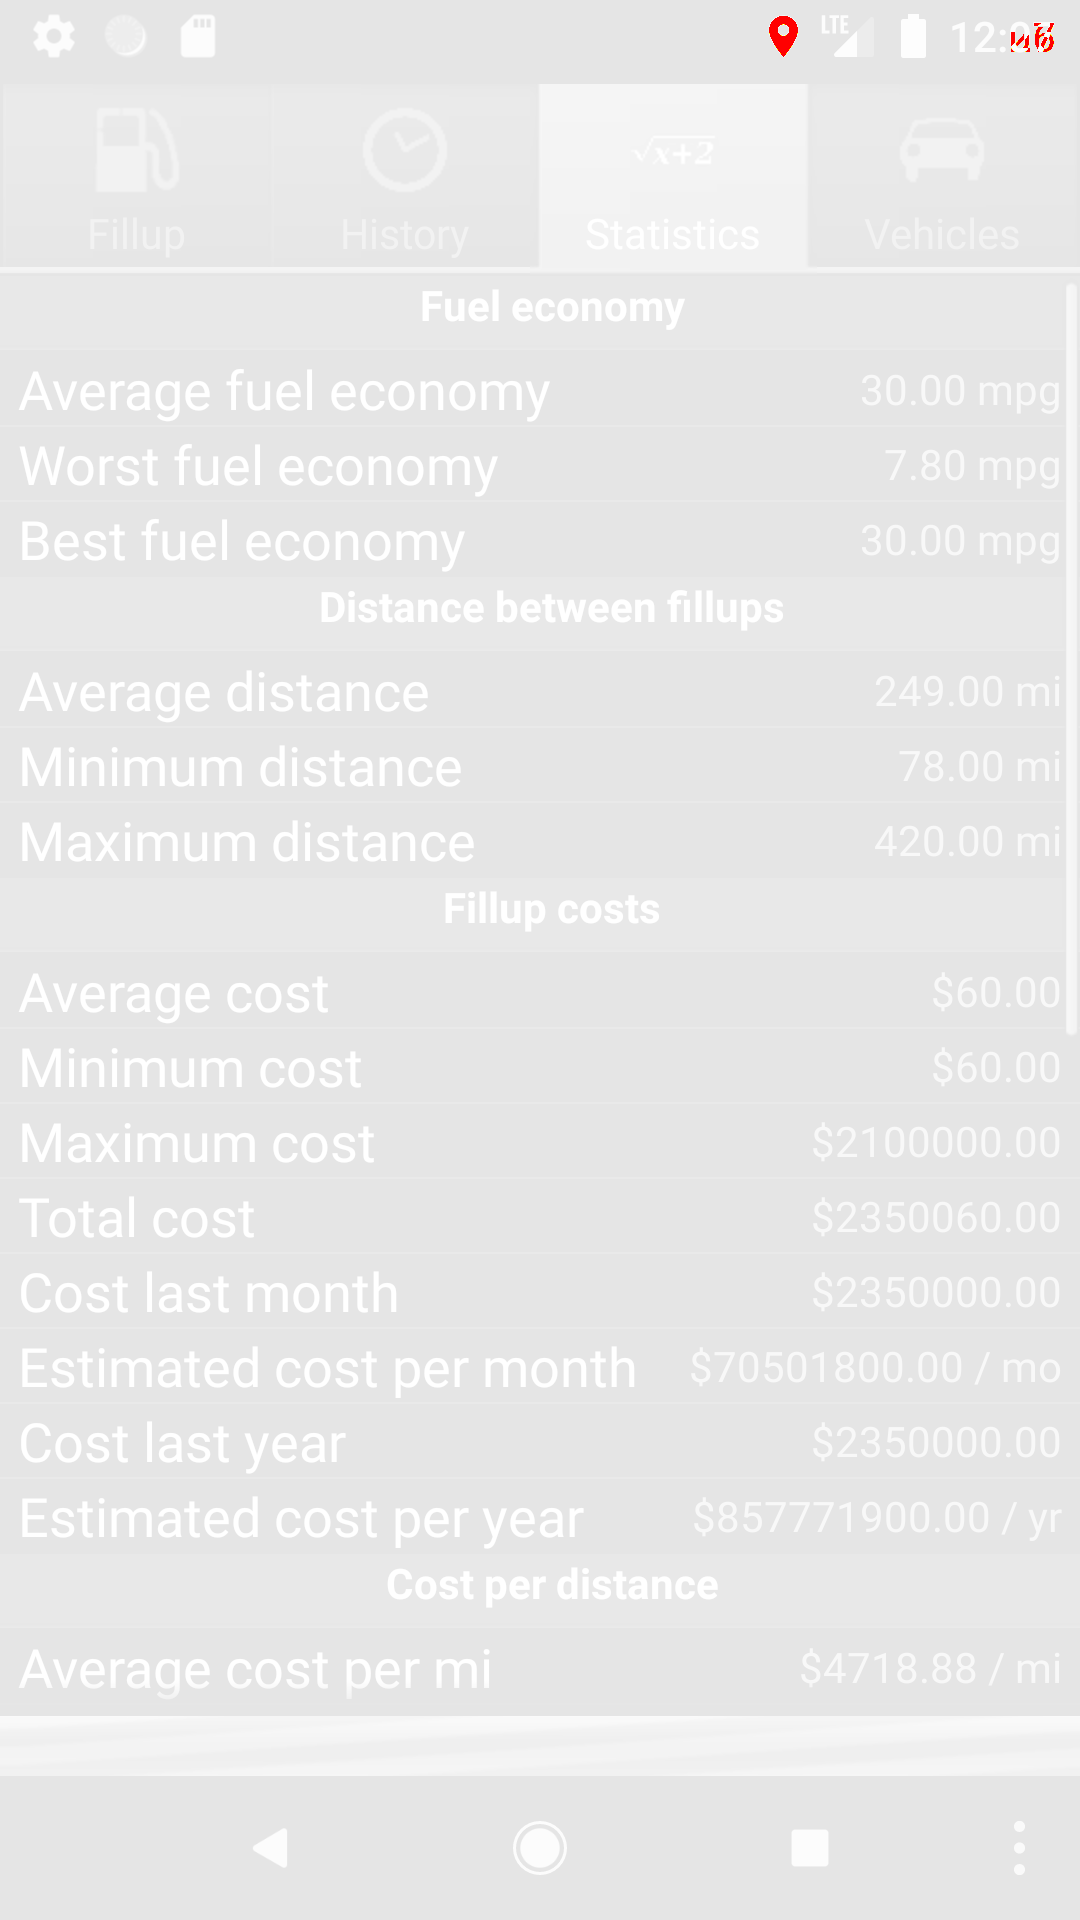 LTE
Fillup
History
√x+2
Statistics
Vehicles
Fuel economy
Average fuel economy 30.00 mpg
Worst fuel economy 7.80 mpg
Best fuel economy 30.00 mpg
Distance between fillups
Average distance 249.00 mi
Minimum distance 78.00 mi
Maximum distance 420.00 mi
Fillup costs
Average cost $60.00
Minimum cost $60.00
Maximum cost $2100000.00
Total cost $2350060.00
Cost last month $2350000.00
Estimated cost per month $70501800.00 / mo
Cost last year $2350000.00
Estimated cost per year $857771900.00 / yr
Cost per distance
Average cost per mi $4718.88 / mi